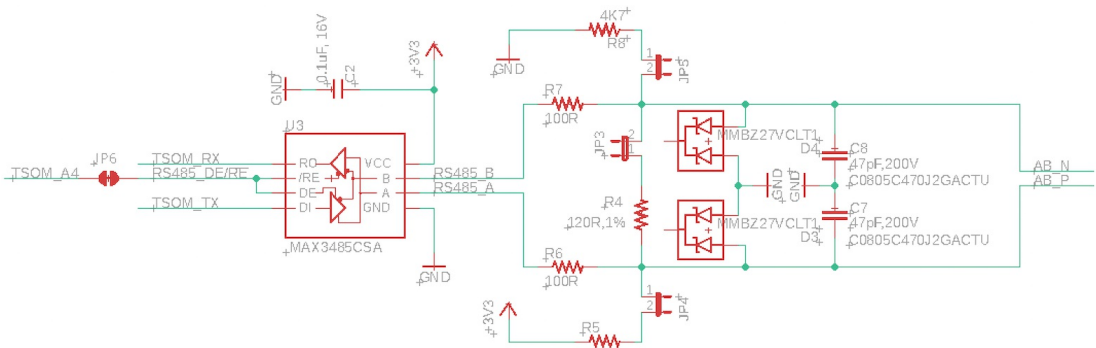 4K7
R8
GND
1
2
JP5
0.1uF, 16V
C2
GND
+3V3
R7
100R
U3
JP3
2
1
MMBZ27VCLT1
D4
C8
47pF,200V
C0805C470J2GACTU
TSOM_A4
JP6
TSOM_RX
RS485_DE/RE
TSOM_TX
RO
/RE
DE
DI
VCC
B
A
GND
RS485_B
RS485_A
MAX3485CSA
GND
R4
120R,1%
GND
GND
AB_N
AB_P
MMBZ27VCLT1
D3
C7
47pF,200V
C0805C470J2GACTU
R6
100R
1
2
JP4
+3V3
R5